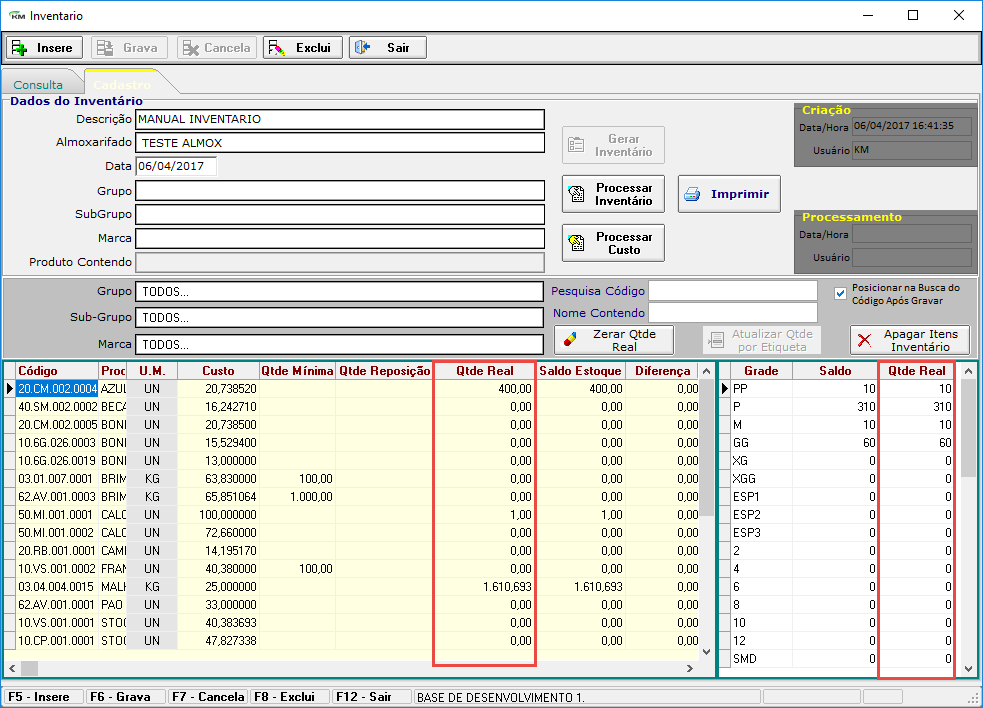 KM Inventario
Insere Grava Cancela Exclui Sair
Consulta Cadastro
Dados do Inventário
Descrição MANUAL INVENTARIO
Almoxarifado TESTE ALMOX
Data 06/04/2017
Grupo
SubGrupo
Marca
Produto Contendo
Gerar
Inventário
Processar
Inventário
Imprimir
Processar
Custo
Criação
Data/Hora 06/04/2017 16:41:35
Usuário KM
Processamento
Data/Hora
Usuário
Grupo TODOS...
Sub-Grupo TODOS...
Marca TODOS...
Pesquisa Código
Nome Contendo
Posicionar na Busca do
Código Após Gravar
Zerar Qtde
Real
Atualizar Qtde
por Etiqueta
Apagar Itens
Inventário
Código Proc U.M. Custo Qtde Mínima Qtde Reposição Qtde Real Saldo Estoque Diferença
20.CM.002.0004 AZUL UN 20,738520 400,00 400,00 0,00
40.SM.002.0002 BECA UN 16,242710 0,00 0,00 0,00
20.CM.002.0005 BONI UN 20,738500 0,00 0,00 0,00
10.6G.026.0003 BONI UN 15,529400 0,00 0,00 0,00
10.6G.026.0019 BONI UN 13,000000 0,00 0,00 0,00
03.01.007.0001 BRIM KG 63,830000 100,00 0,00 0,00 0,00
62.AV.001.0003 BRIM KG 65,851064 1.000,00 0,00 0,00 0,00
50.MI.001.0001 CALC UN 100,000000 1,00 1,00 0,00
50.MI.001.0002 CALC UN 72,660000 0,00 0,00 0,00
20.RB.001.0001 CAMI UN 14,195170 0,00 0,00 0,00
10.VS.001.0002 FRAN UN 40,380000 100,00 0,00 0,00 0,00
03.04.004.0015 MALH KG 25,000000 1.610,693 1.610,693 0,00
62.AV.001.0001 PAO UN 33,000000 0,00 0,00 0,00
10.VS.001.0001 STOC UN 40,383693 0,00 0,00 0,00
10.CP.001.0001 STOC UN 47,827338 0,00 0,00 0,00
Grade Saldo Qtde Real
PP 10 10
P 310 310
M 10 10
GG 60 60
XG 0 0
XGG 0 0
ESP1 0 0
ESP2 0 0
ESP3 0 0
2 0 0
4 0 0
6 0 0
8 0 0
10 0 0
12 0 0
SMD 0 0
F5 - Insere F6 - Grava F7 - Cancela F8 - Exclui F12 - Sair BASE DE DESENVOLVIMENTO 1.